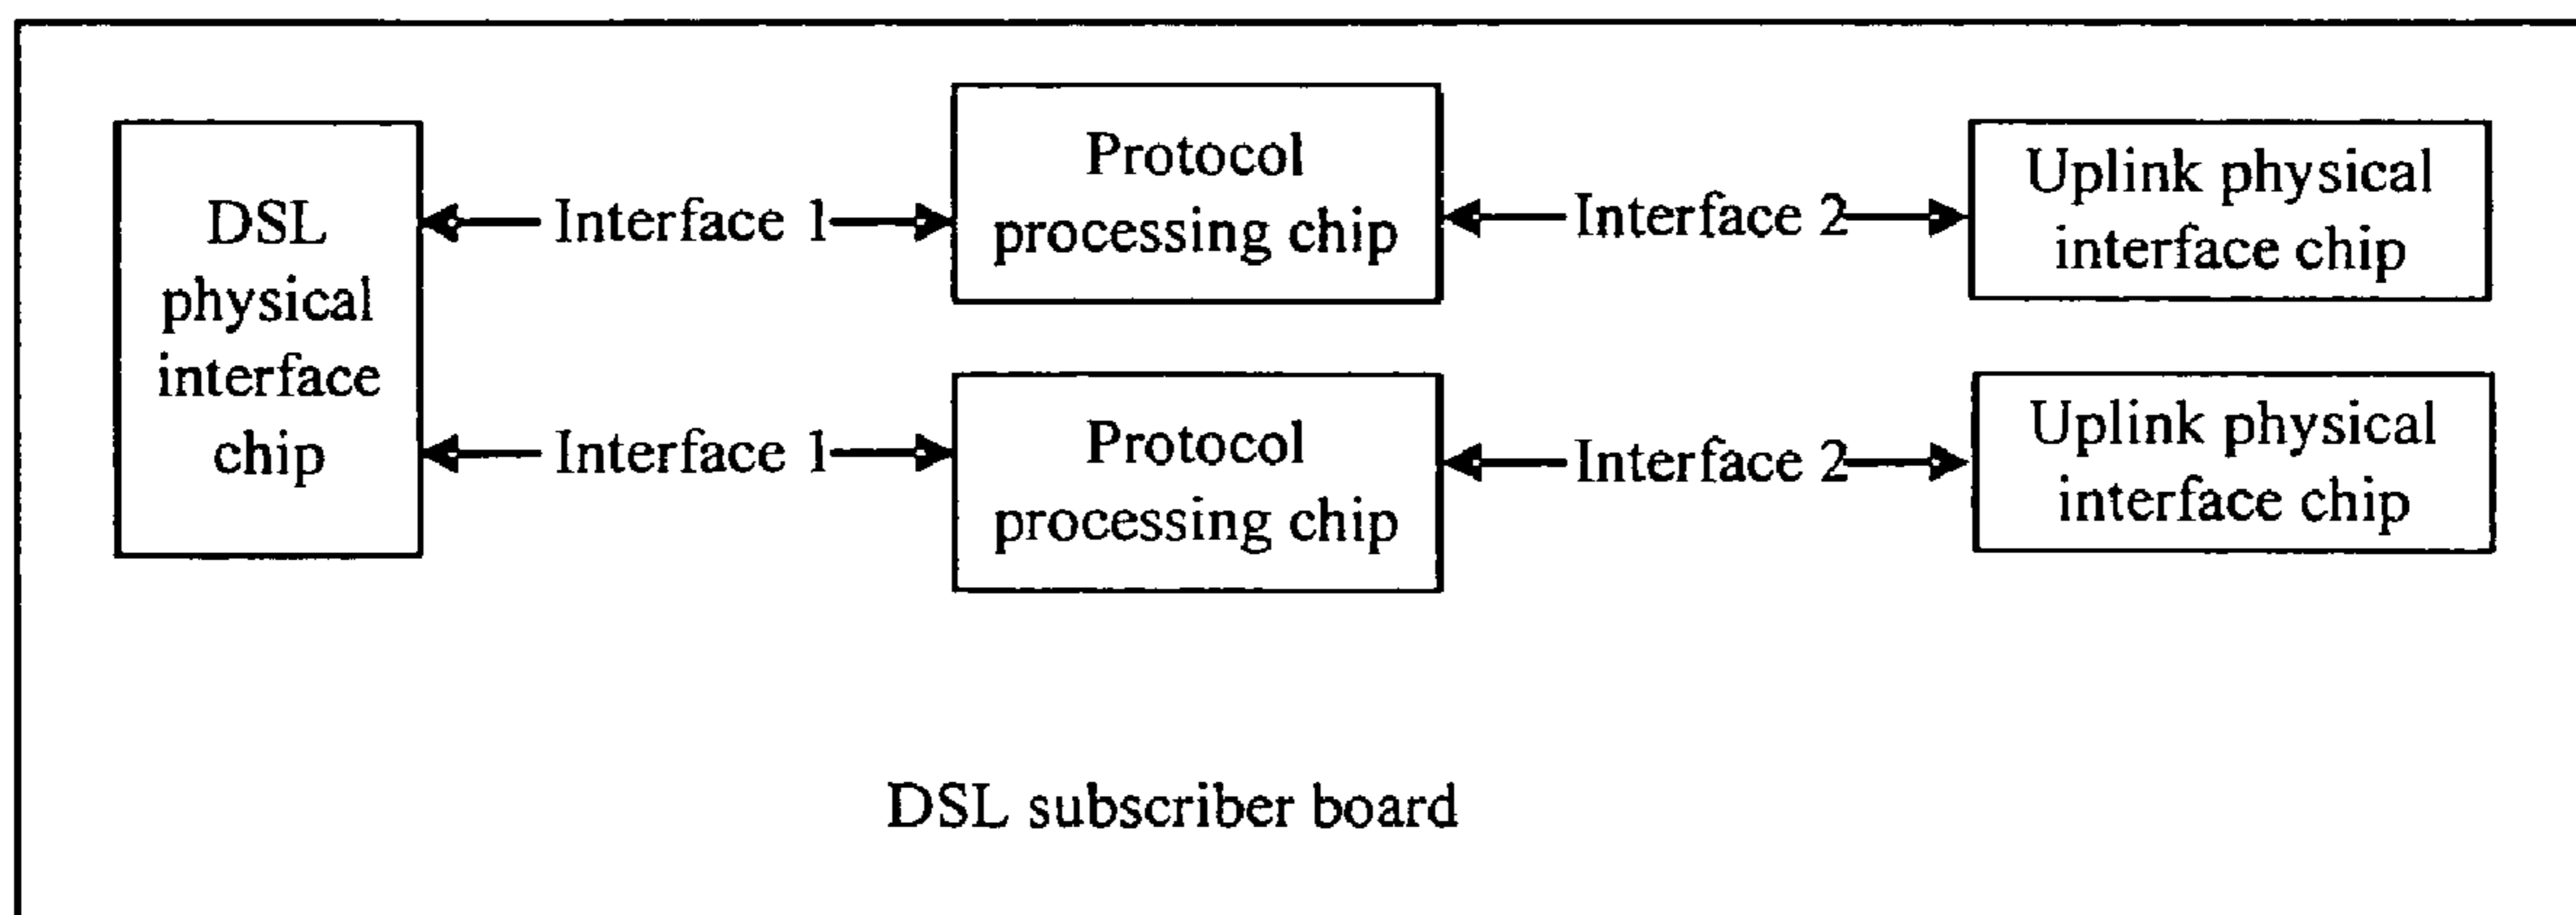 DSL
physical
interface
chip
Interface 1
Protocol
processing chip
Interface 2
Uplink physical
interface chip
Interface 1
Protocol
processing chip
Interface 2
Uplink physical
interface chip
DSL subscriber board